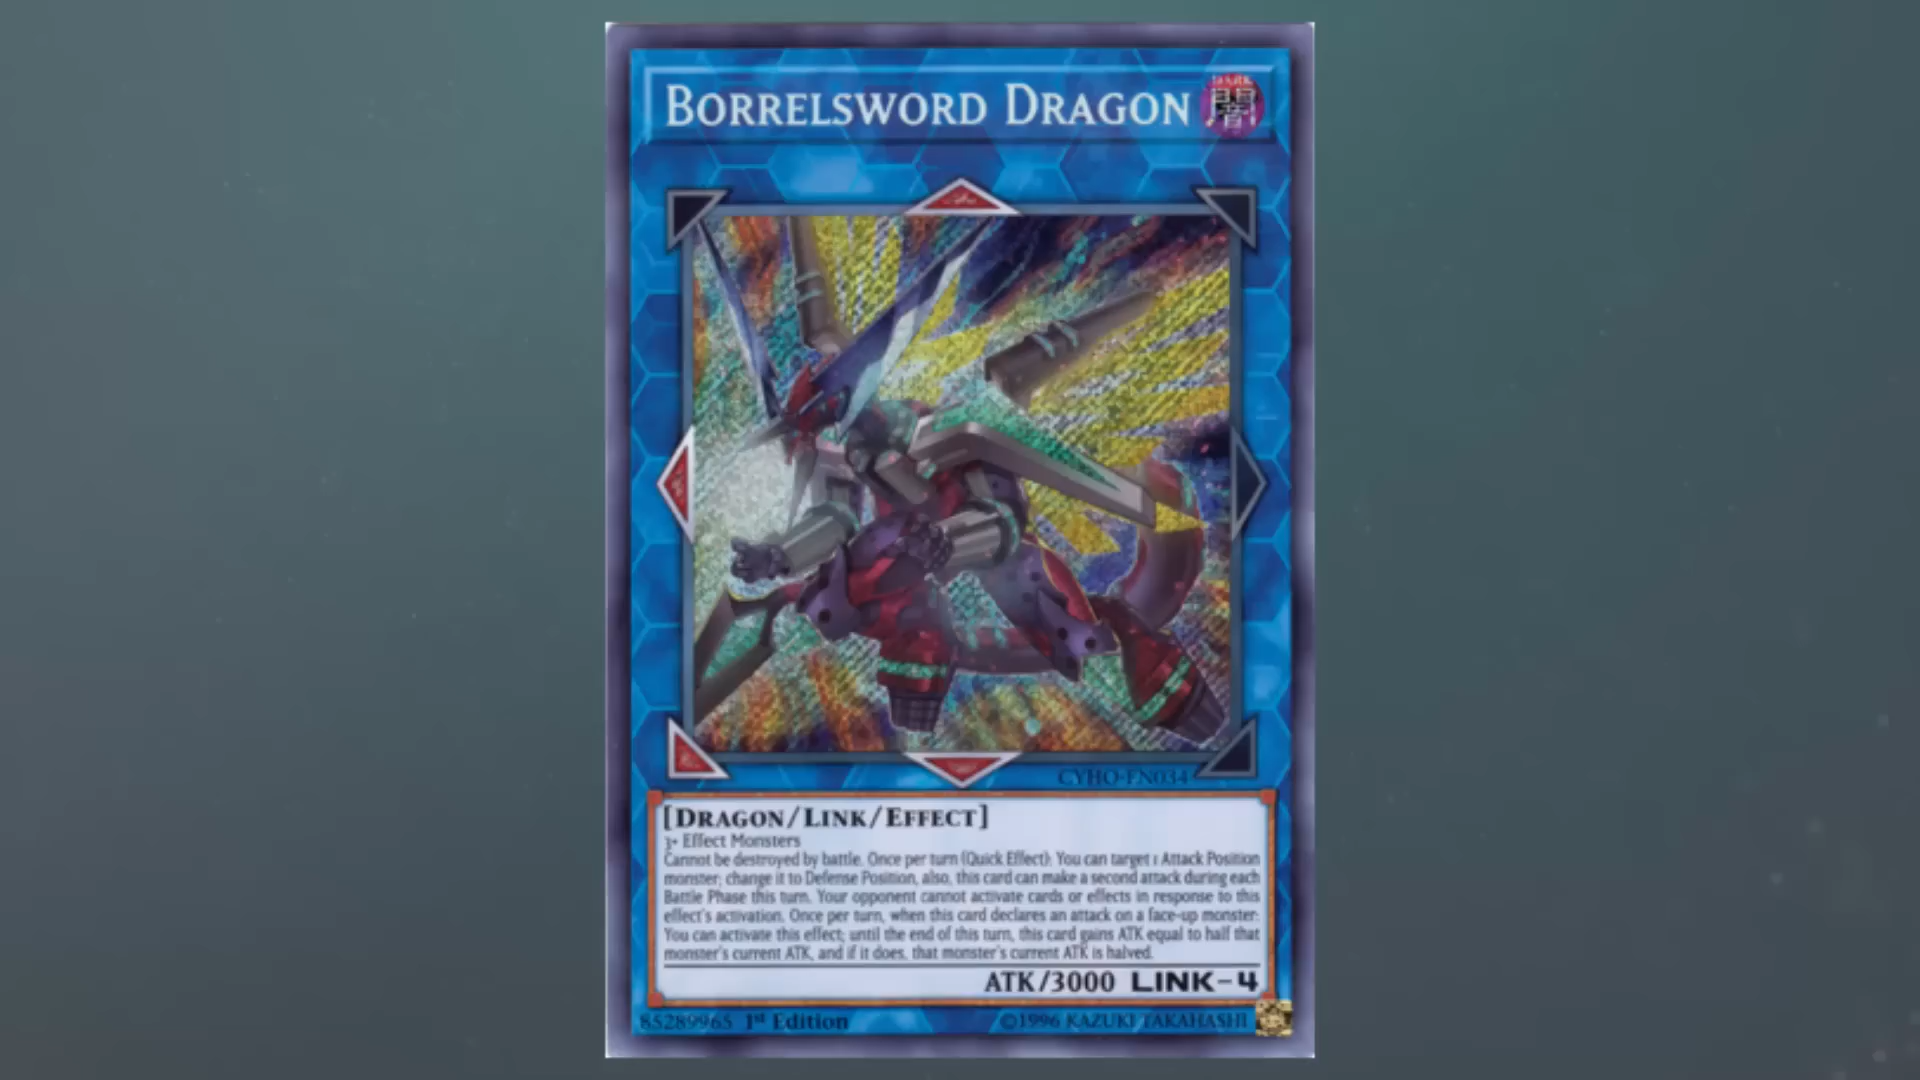 BORRELSWORD DRAGON
DARK
闇
CYHO-EN034
[DRAGON/LINK/EFFECT]
3+ Effect Monsters
Cannot be destroyed by battle. Once per turn (Quick Effect): You can target 1 Attack Position
monster; change it to Defense Position, also, this card can make a second attack during each
Battle Phase this turn. Your opponent cannot activate cards or effects in response to this
effect's activation. Once per turn, when this card declares an attack on a face-up monster:
You can activate this effect; until the end of this turn, this card gains ATK equal to half that
monster's current ATK, and if it does, that monster's current ATK is halved.
ATK/3000 LINK-4
85289965 1st Edition
©1996 KAZUKI TAKAHASHI